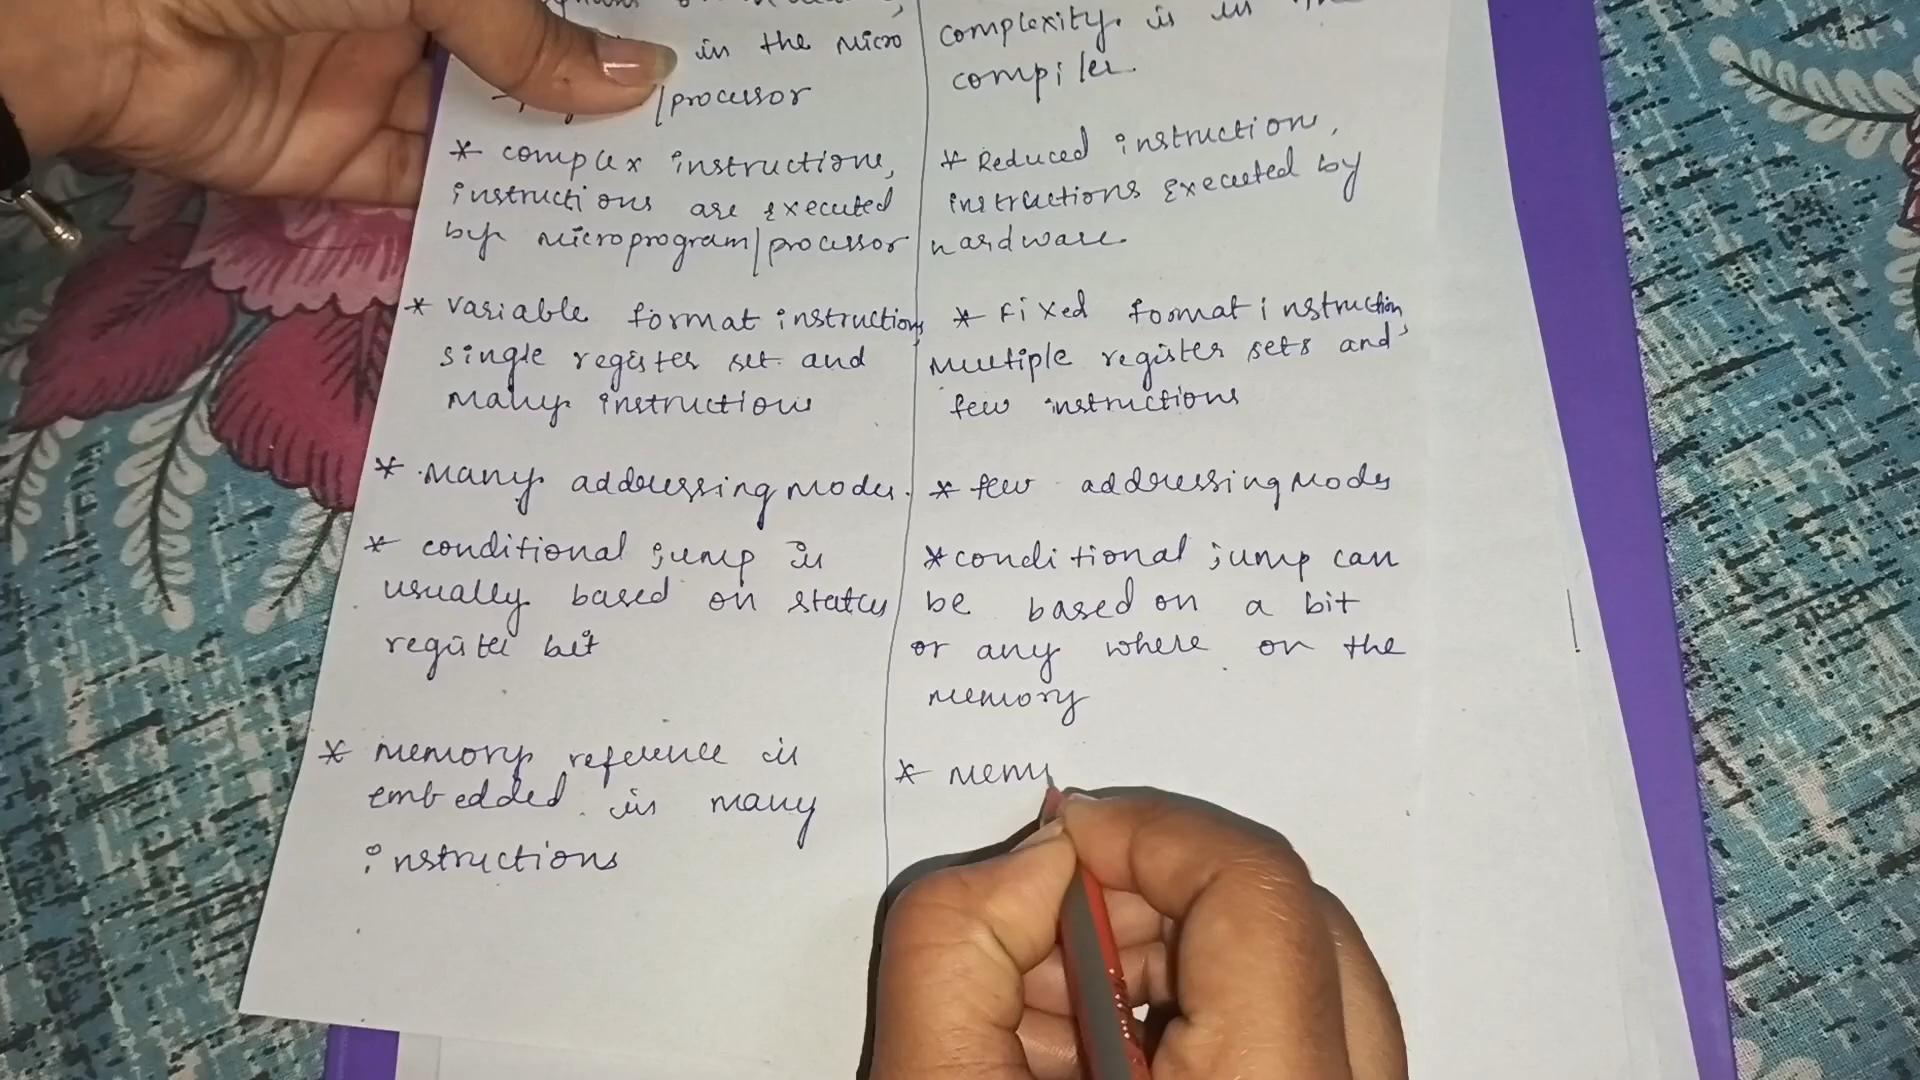 in the micro
/processor
* complex instructions,
instructions are executed
by microprogram/processor
* variable format instructions,
single register set and
many instructions
* many addressing modes.
* conditional jump is
usually based on status
register bit
* memory reference is
embedded in many
instructions
complexity is in the
compiler
* Reduced instructions,
instructions executed by
hardware
* Fixed format instruction,
multiple register sets and
few instructions
* few addressing modes
* conditional jump can
be based on a bit
or any where on the
memory
* mem